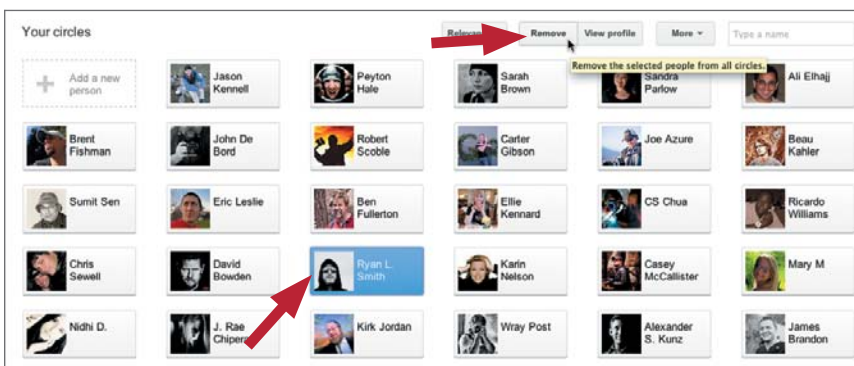 Your circles
Remove
View profile
More
Type a name
Remove the selected people from all circles.
Add a new
person
Jason
Kennell
Peyton
Hale
Sarah
Brown
Sandra
Parlow
Ali Elhajj
Brent
Fishman
John De
Bord
Robert
Scoble
Carter
Gibson
Joe Azure
Beau
Kahler
Sumit Sen
Eric Leslie
Ben
Fullerton
Ellie
Kennard
CS Chua
Ricardo
Williams
Chris
Sewell
David
Bowden
Ryan L.
Smith
Karin
Nelson
Casey
McCallister
Mary M
Nidhi D.
J. Rae
Kirk Jordan
Wray Post
Alexander
S. Kunz
James
Brandon